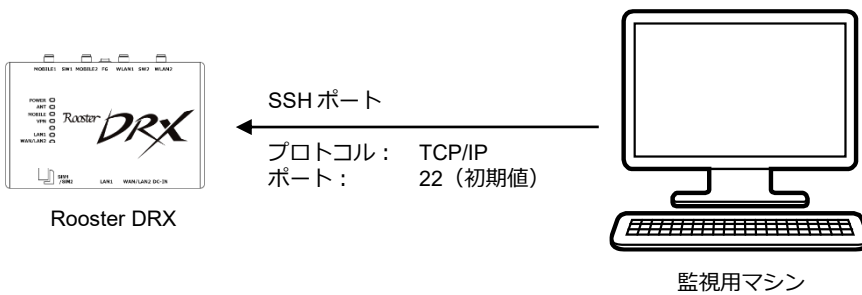 MOBILE1 SW1 MOBILE2 FG WLAN1 SW2 WLAN2
POWER
ANT
MOBILE
VPN
LAN1
WAN/LAN2
Rooster DRX
SIM1
/SIM2
LAN1 WAN/LAN2 DC-IN
Rooster DRX
SSH ポート
プロトコル： TCP/IP
ポート： 22（初期値）
監視用マシン